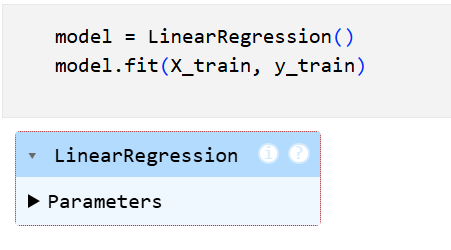 model = LinearRegression()
model.fit(X_train, y_train)
▾ LinearRegression i ?
▶ Parameters